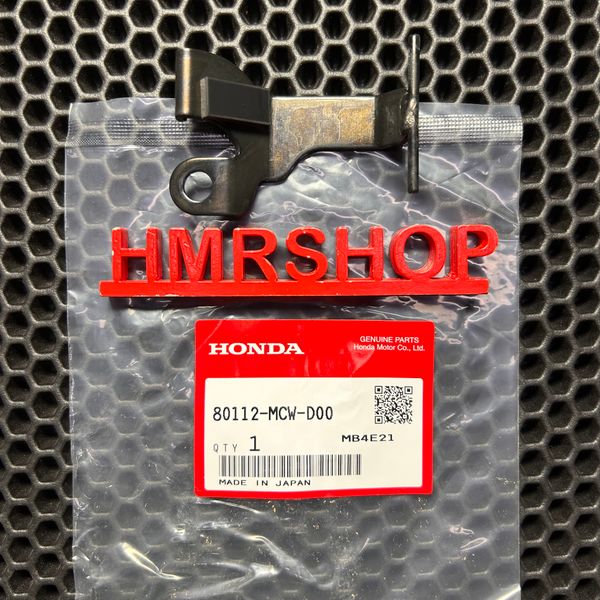 HMRSHOP
HONDA
GENUINE PARTS
Honda Motor Co., Ltd.
80112-MCW-D00
QTY 1
MB4E21
MADE IN JAPAN